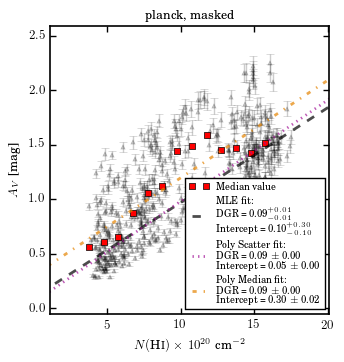 planck, masked
2.5
2.0
1.5
1.0
0.5
0.0
A_V [mag]
Median value
MLE fit:
DGR = 0.09^{+0.01}_{-0.01}
Intercept = 0.10^{+0.30}_{-0.10}
Poly Scatter fit:
DGR = 0.09 ± 0.00
Intercept = 0.05 ± 0.00
Poly Median fit:
DGR = 0.09 ± 0.00
Intercept = 0.30 ± 0.02
5
10
15
20
N(HI) × 10^{20} cm^{-2}